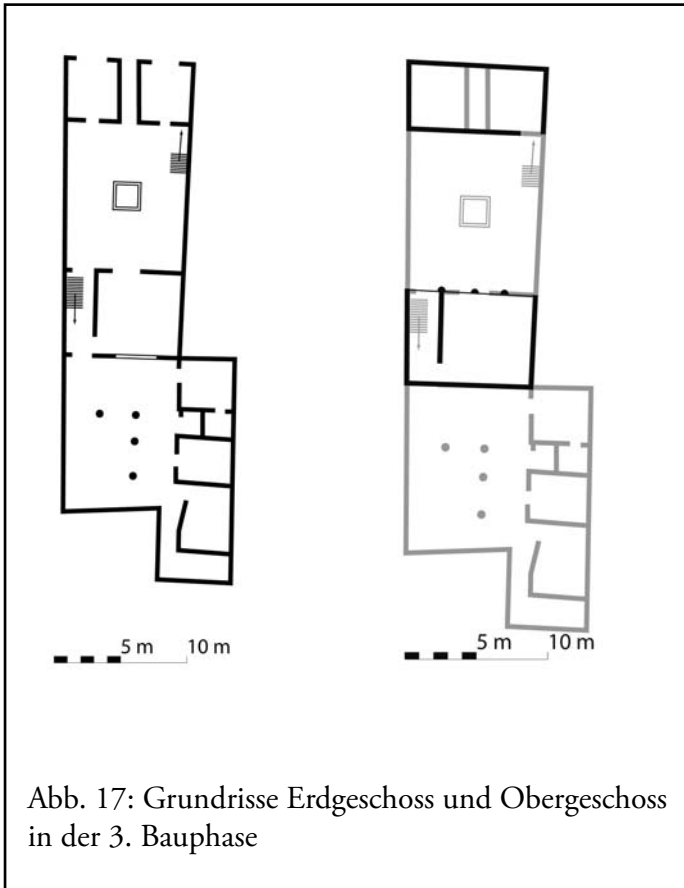 5 m 10 m
5 m 10 m
Abb. 17: Grundrisse Erdgeschoss und Obergeschoss
in der 3. Bauphase